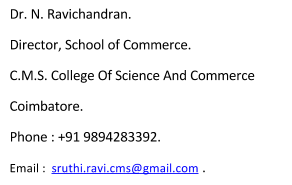 Dr. N. Ravichandran.
Director, School of Commerce.
C.M.S. College Of Science And Commerce
Coimbatore.
Phone : +91 9894283392.
Email :  sruthi.ravi.cms@gmail.com .